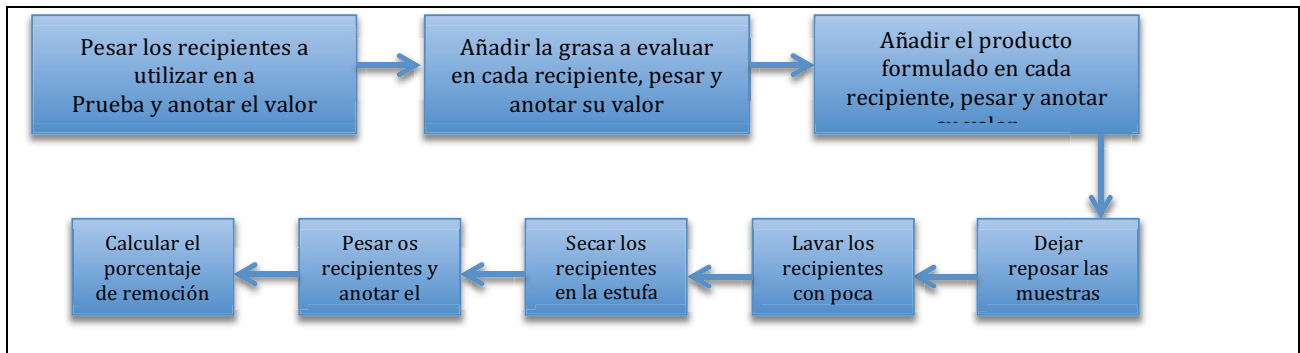 Pesar los recipientes a
utilizar en a
Prueba y anotar el valor
Añadir la grasa a evaluar
en cada recipiente, pesar y
anotar su valor
Añadir el producto
formulado en cada
recipiente, pesar y anotar
su valor
Dejar
reposar las
muestras
Lavar los
recipientes
con poca
Secar los
recipientes
en la estufa
Pesar os
recipientes y
anotar el
Calcular el
porcentaje
de remoción